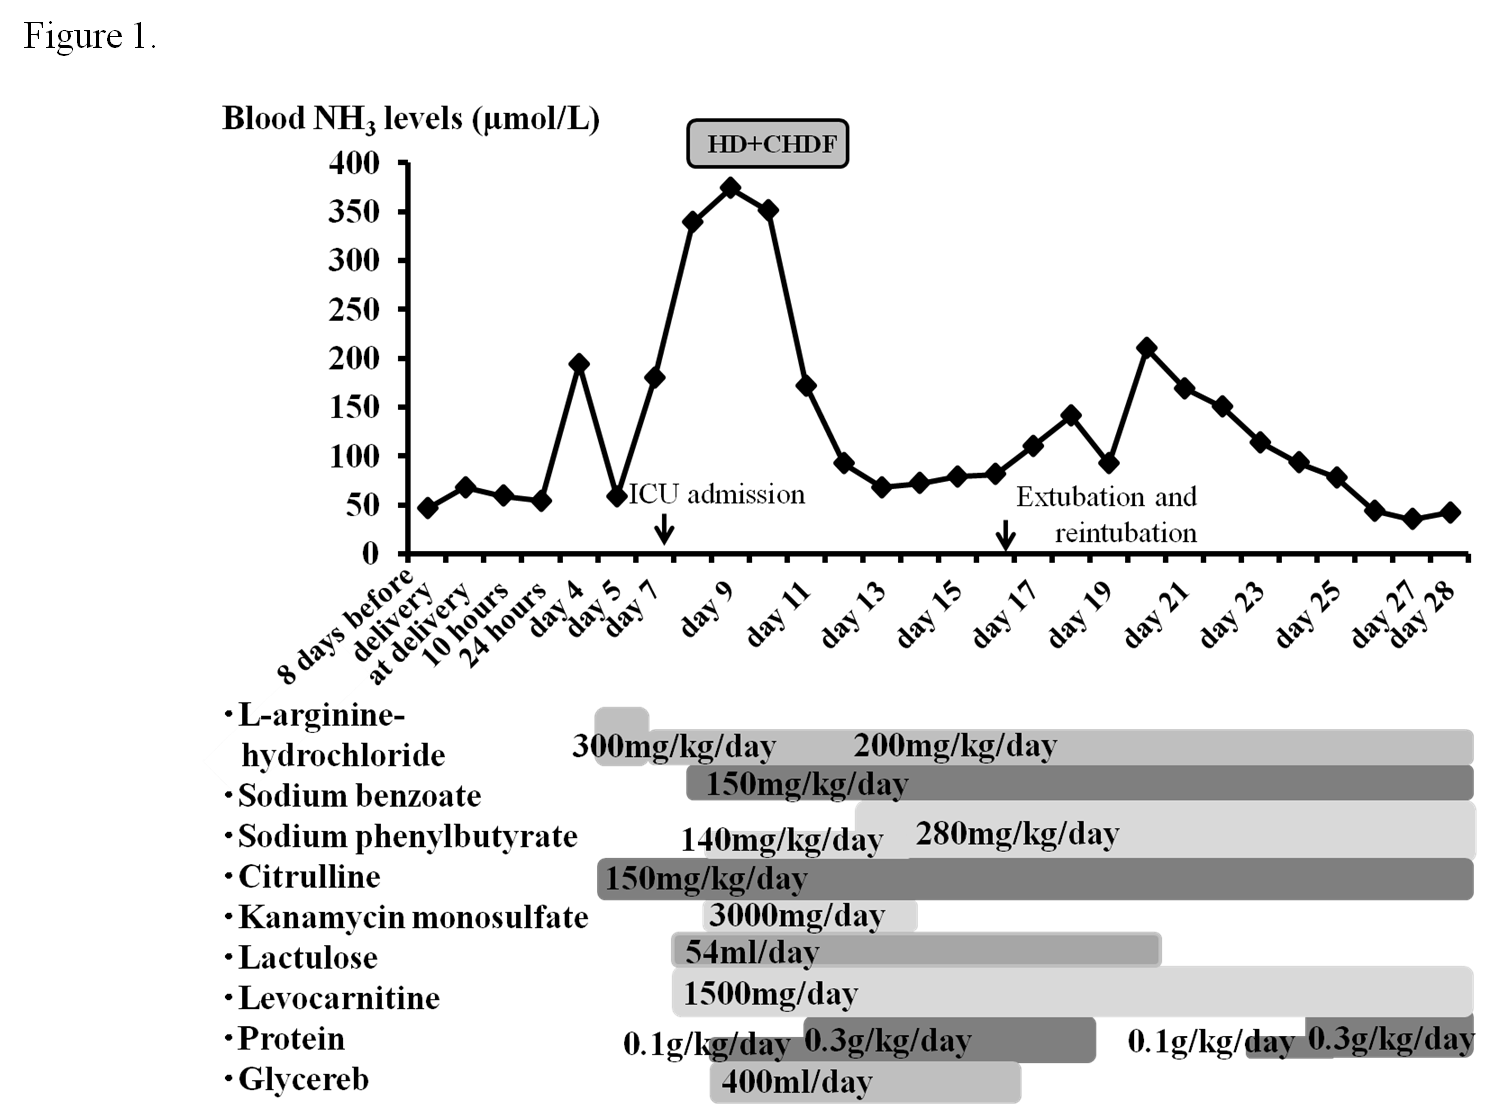 Figure 1.
Blood NH3 levels (μmol/L)
HD+CHDF
400
350
300
250
200
150
100
50
0
ICU admission
Extubation and
reintubation
8 days before
delivery
at delivery
10 hours
24 hours
day 4
day 5
day 7
day 9
day 11
day 13
day 15
day 17
day 19
day 21
day 23
day 25
day 27
day 28
・L-arginine-
hydrochloride
300mg/kg/day 200mg/kg/day
・Sodium benzoate
150mg/kg/day
・Sodium phenylbutyrate
140mg/kg/day 280mg/kg/day
・Citrulline
150mg/kg/day
・Kanamycin monosulfate
3000mg/day
・Lactulose
54ml/day
・Levocarnitine
1500mg/day
・Protein
0.1g/kg/day 0.3g/kg/day 0.1g/kg/day 0.3g/kg/day
・Glycereb
400ml/day